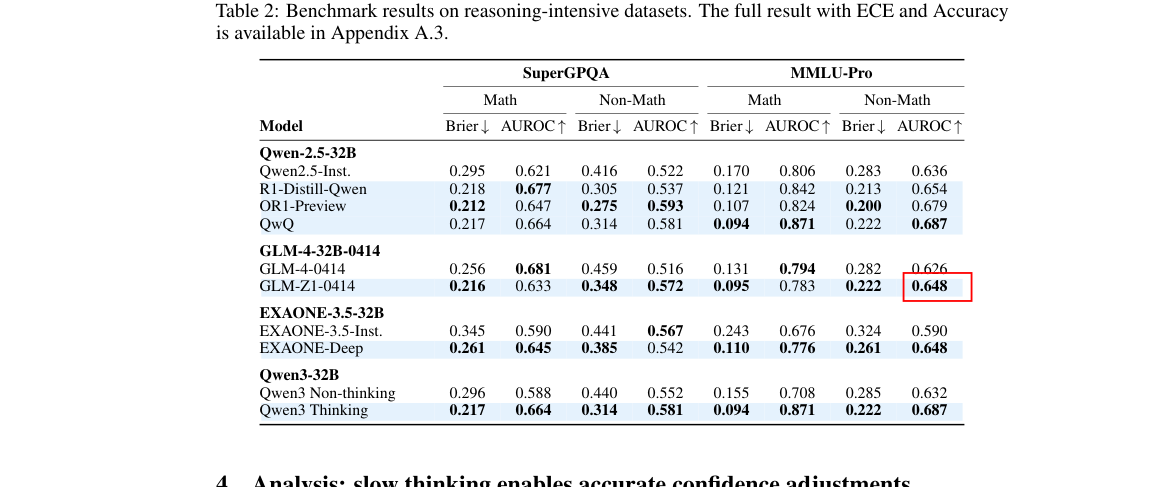 Table 2: Benchmark results on reasoning-intensive datasets. The full result with ECE and Accuracy
is available in Appendix A.3.
SuperGPQA MMLU-Pro
Math Non-Math Math Non-Math
Model Brier↓ AUROC↑ Brier↓ AUROC↑ Brier↓ AUROC↑ Brier↓ AUROC↑
Qwen-2.5-32B
Qwen2.5-Inst. 0.295 0.621 0.416 0.522 0.170 0.806 0.283 0.636
R1-Distill-Qwen 0.218 0.677 0.305 0.537 0.121 0.842 0.213 0.654
OR1-Preview 0.212 0.647 0.275 0.593 0.107 0.824 0.200 0.679
QwQ 0.217 0.664 0.314 0.581 0.094 0.871 0.222 0.687
GLM-4-32B-0414
GLM-4-0414 0.256 0.681 0.459 0.516 0.131 0.794 0.282 0.626
GLM-Z1-0414 0.216 0.633 0.348 0.572 0.095 0.783 0.222 0.648
EXAONE-3.5-32B
EXAONE-3.5-Inst. 0.345 0.590 0.441 0.567 0.243 0.676 0.324 0.590
EXAONE-Deep 0.261 0.645 0.385 0.542 0.110 0.776 0.261 0.648
Qwen3-32B
Qwen3 Non-thinking 0.296 0.588 0.440 0.552 0.155 0.708 0.285 0.632
Qwen3 Thinking 0.217 0.664 0.314 0.581 0.094 0.871 0.222 0.687
4 Analysis: slow thinking enables accurate confidence adjustments